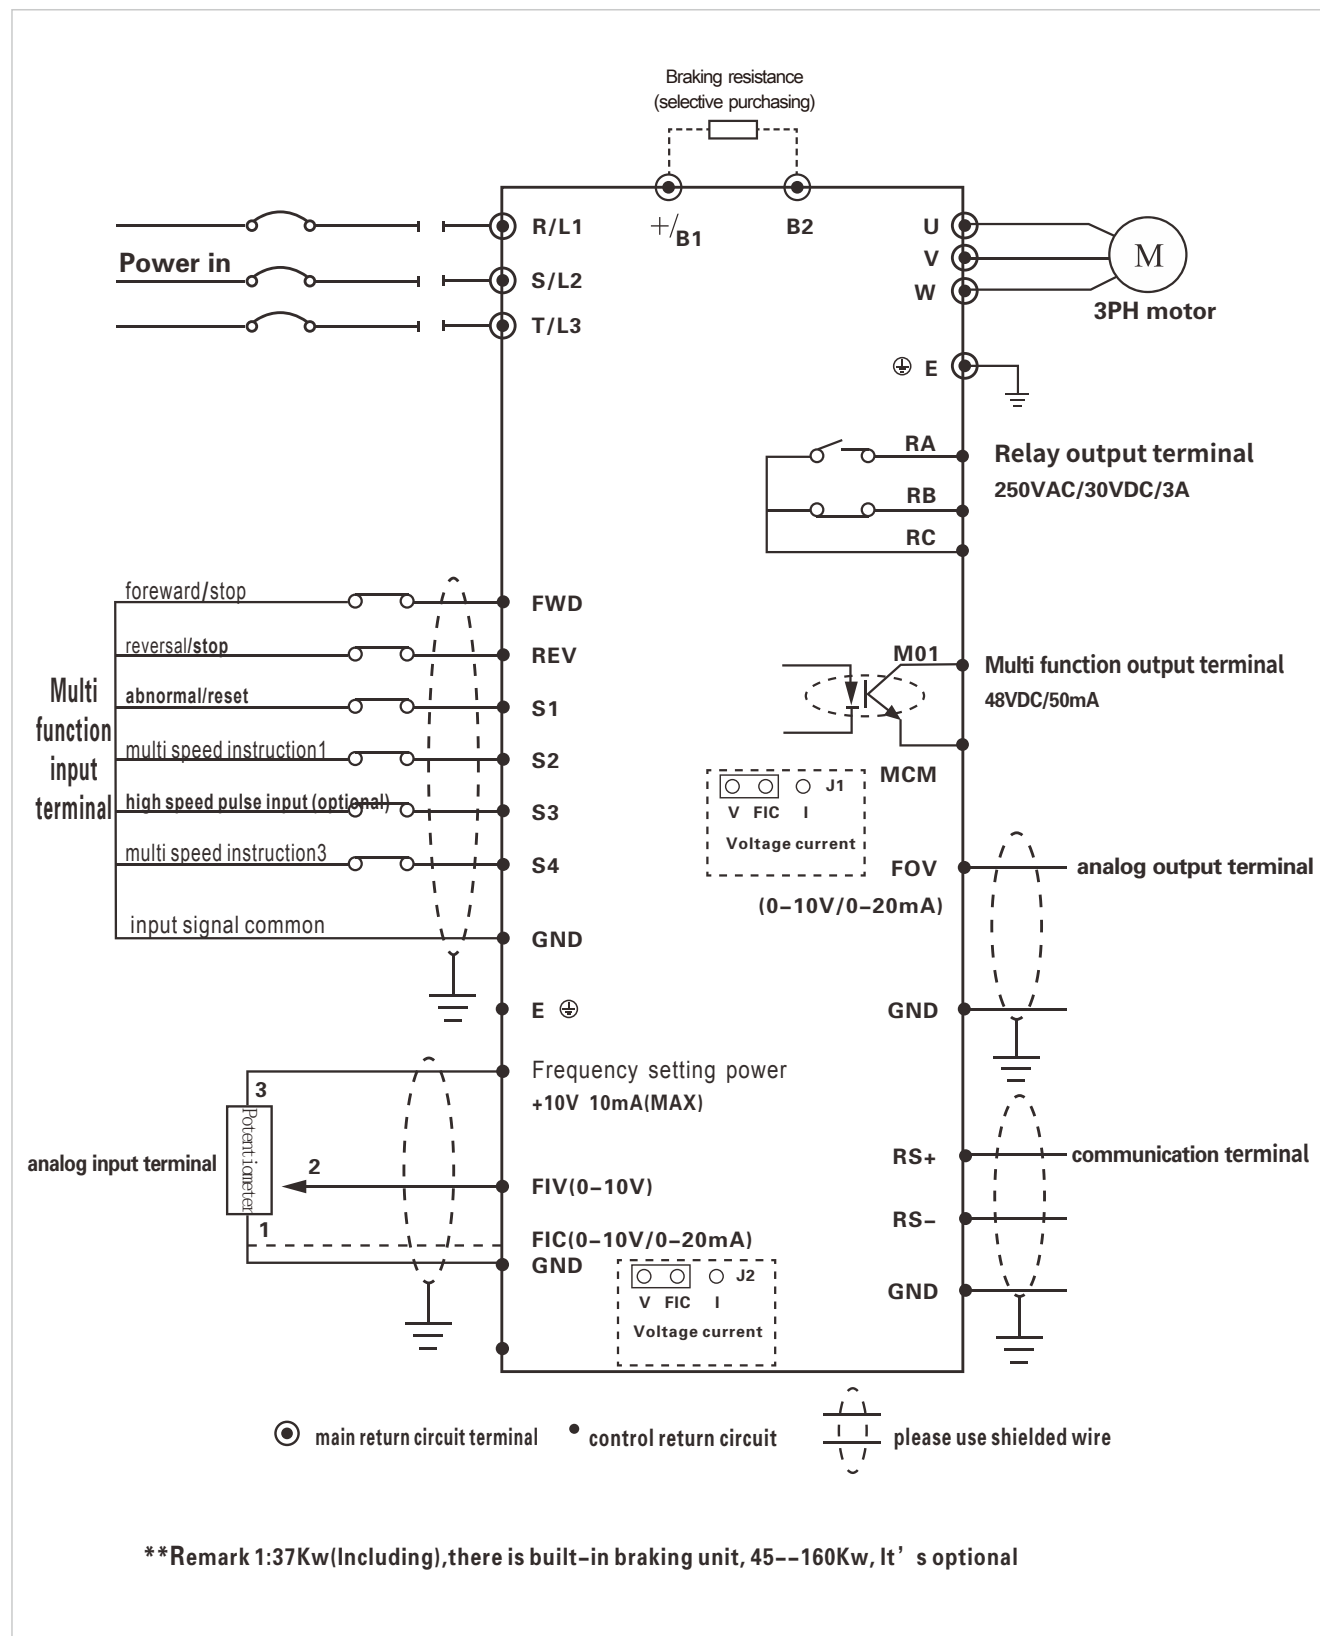 Braking resistance
(selective purchasing)
+/B1
B2
R/L1
Power in
S/L2
T/L3
U
V
W
M
3PH motor
E
RA
Relay output terminal
250VAC/30VDC/3A
RB
RC
foreward/stop
FWD
reversal/stop
REV
abnormal/reset
S1
multi speed instruction1
S2
high speed pulse input (optional)
S3
multi speed instruction3
S4
input signal common
GND
Multi
function
input
terminal
M01
Multi function output terminal
48VDC/50mA
MCM
J1
V FIC I
Voltage current
FOV
analog output terminal
(0–10V/0–20mA)
E
GND
3
Frequency setting power
+10V 10mA(MAX)
Potentiometer
analog input terminal
2
FIV(0–10V)
1
FIC(0–10V/0–20mA)
GND
J2
V FIC I
Voltage current
RS+
communication terminal
RS–
GND
main return circuit terminal
control return circuit
please use shielded wire
**Remark 1:37Kw(Including),there is built–in braking unit, 45––160Kw, It’ s optional